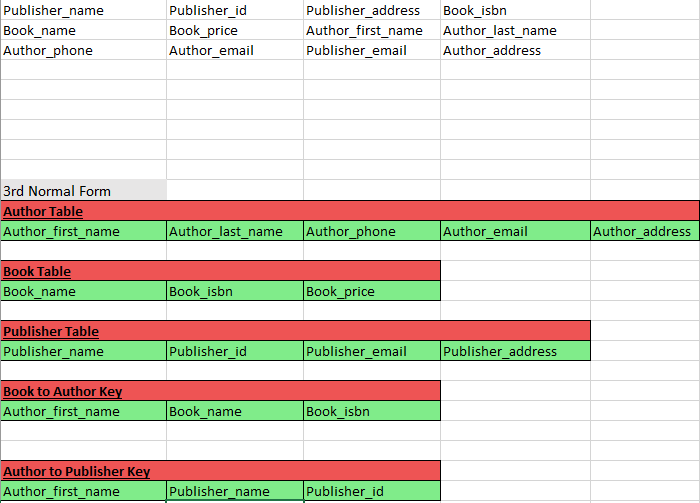 Publisher_name Publisher_id Publisher_address Book_isbn
Book_name Book_price Author_first_name Author_last_name
Author_phone Author_email Publisher_email Author_address
3rd Normal Form
Author Table
Author_first_name Author_last_name Author_phone Author_email Author_address
Book Table
Book_name Book_isbn Book_price
Publisher Table
Publisher_name Publisher_id Publisher_email Publisher_address
Book to Author Key
Author_first_name Book_name Book_isbn
Author to Publisher Key
Author_first_name Publisher_name Publisher_id